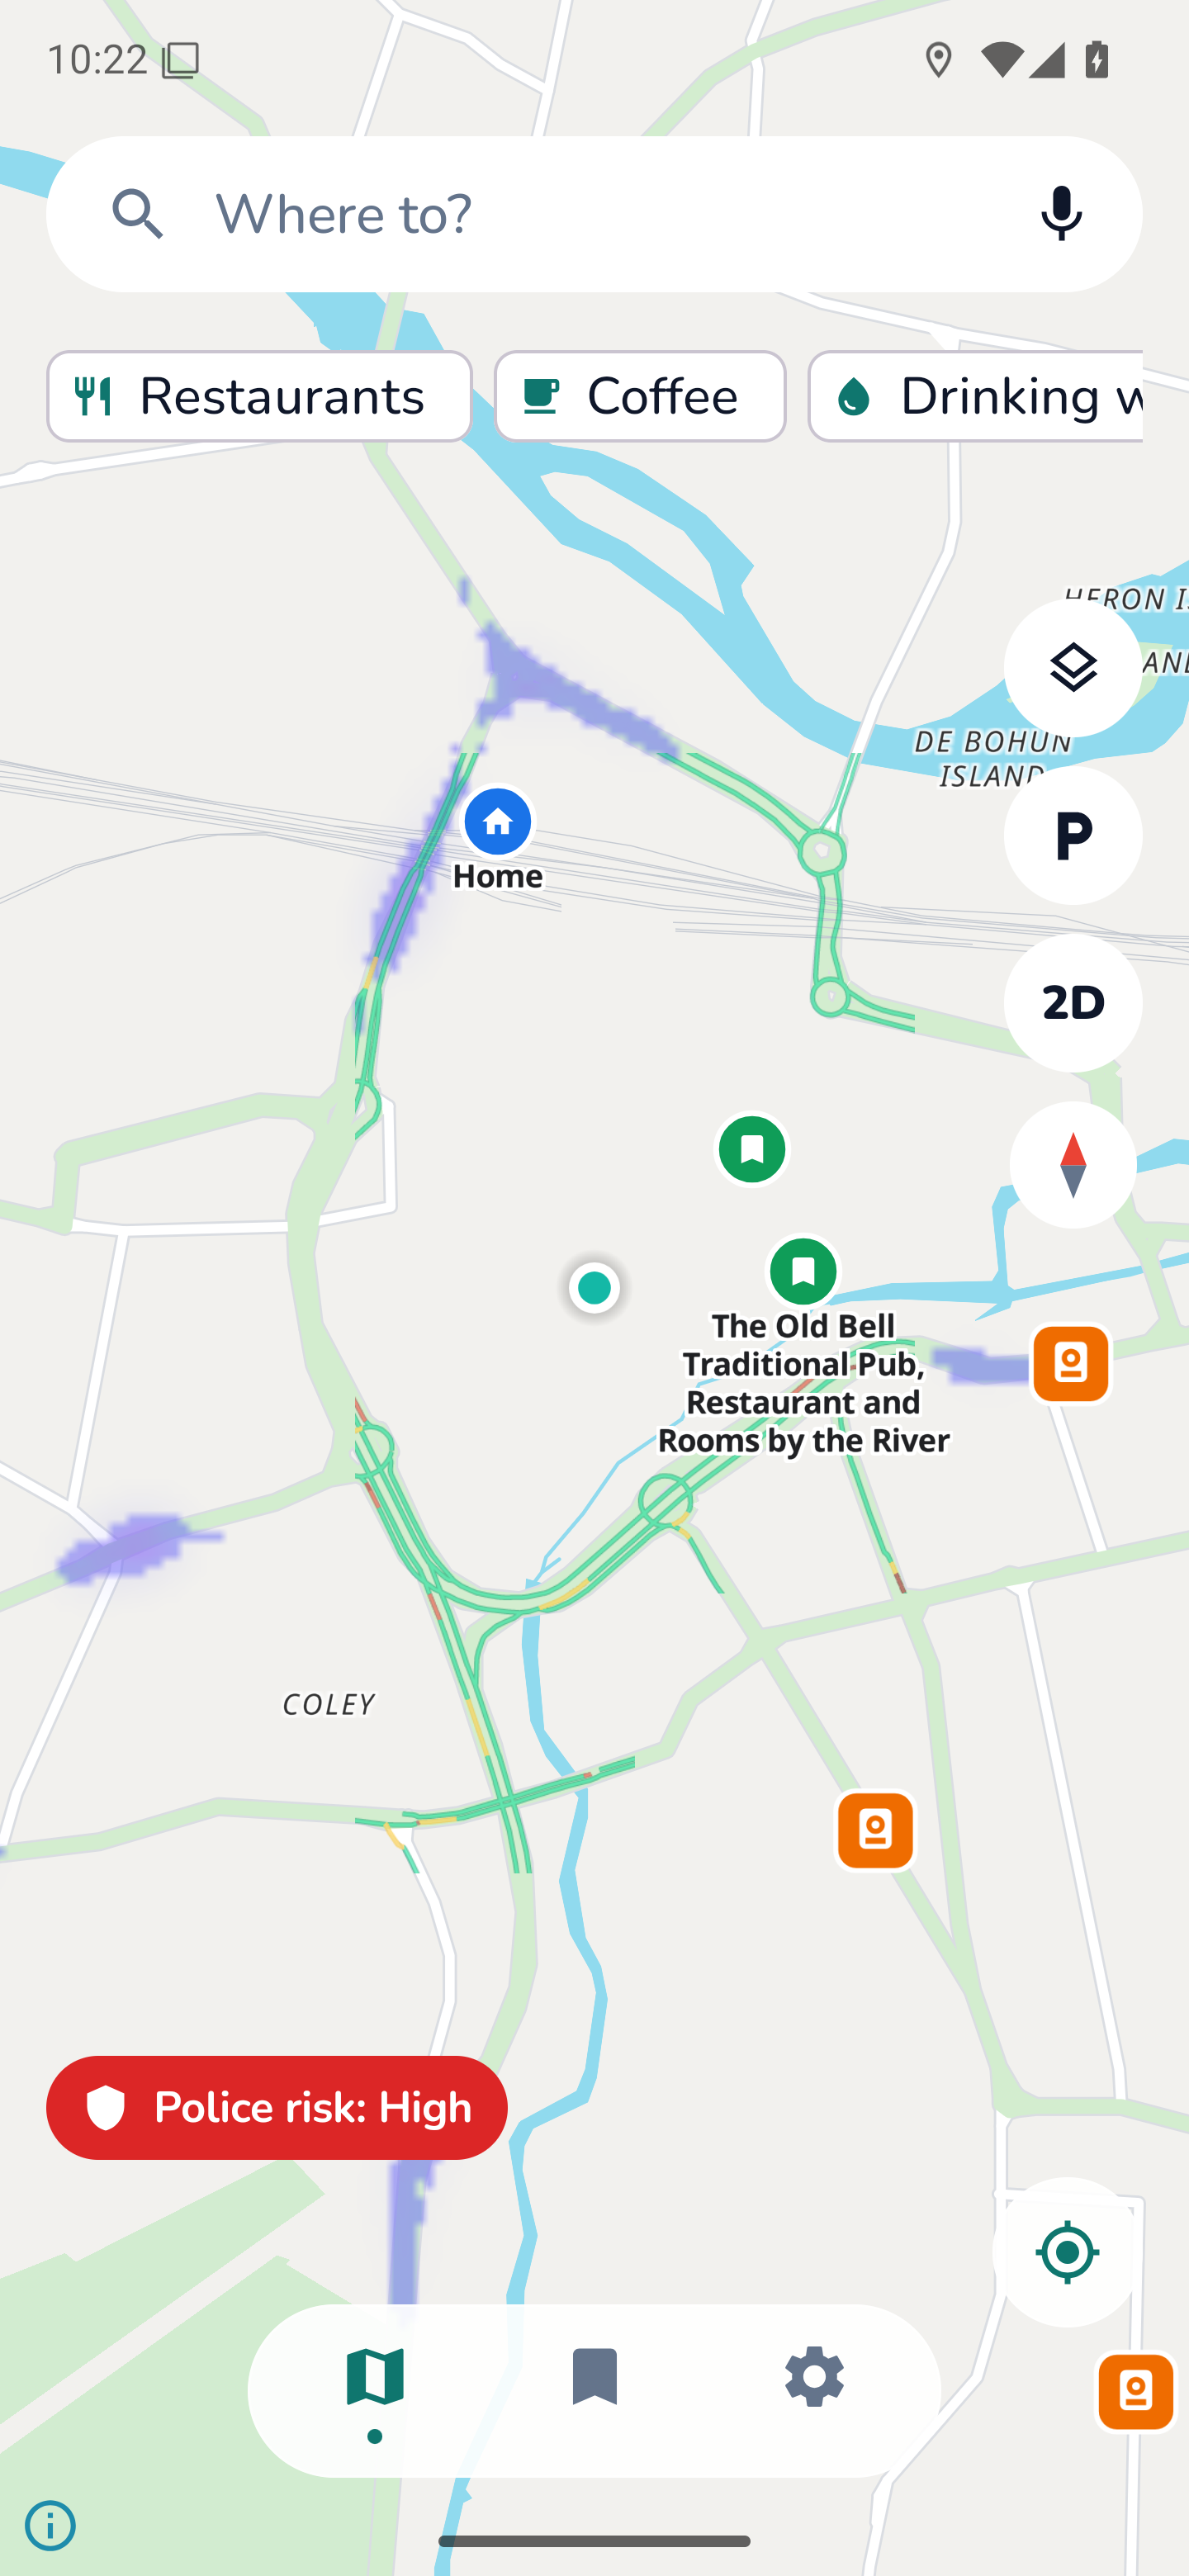 10:22
Where to?
Restaurants
Coffee
Drinking
HERON
DE BOHUN
ISLAND
P
Home
2D
The Old Bell
Traditional Pub,
Restaurant and
Rooms by the River
COLEY
Police risk: High